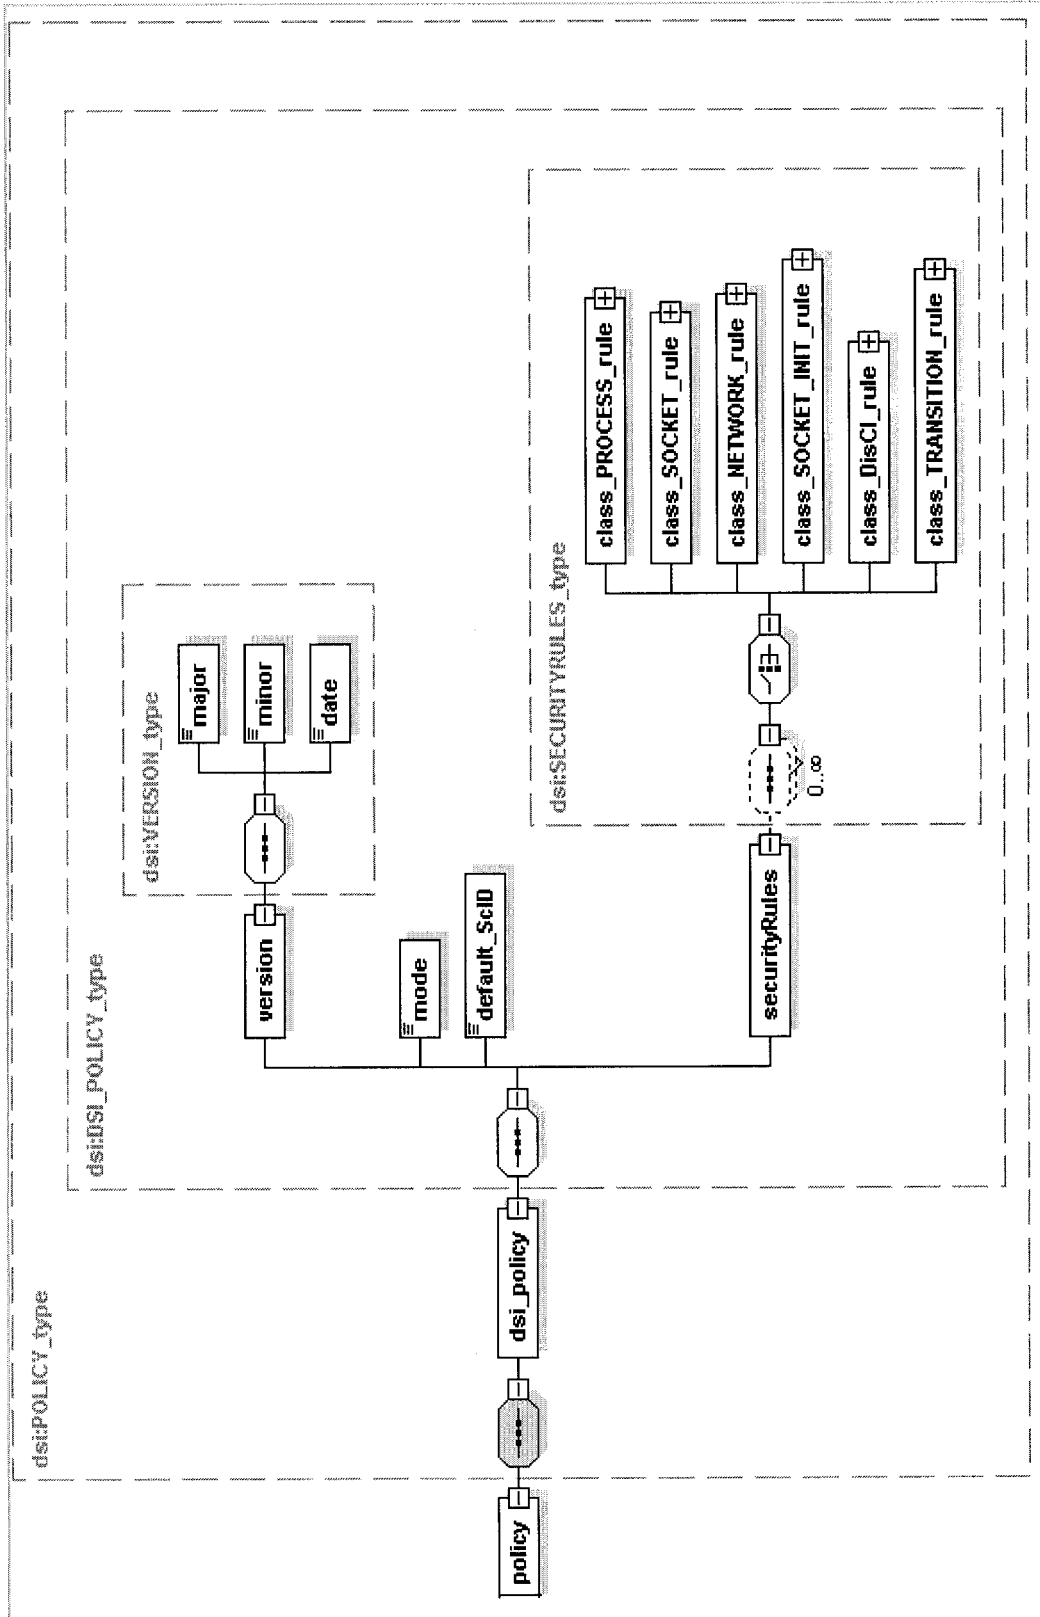 dsi:POLICY_type
dsi:DSI_POLICY_type
dsi:VERSION_type
major
version
minor
date
mode
default_ScID
policy
dsi_policy
dsi:SECURITYRULES_type
class_PROCESS_rule
class_SOCKET_rule
class_NETWORK_rule
securityRules
0..∞
class_SOCKET_INIT_rule
class_DisCI_rule
class_TRANSITION_rule